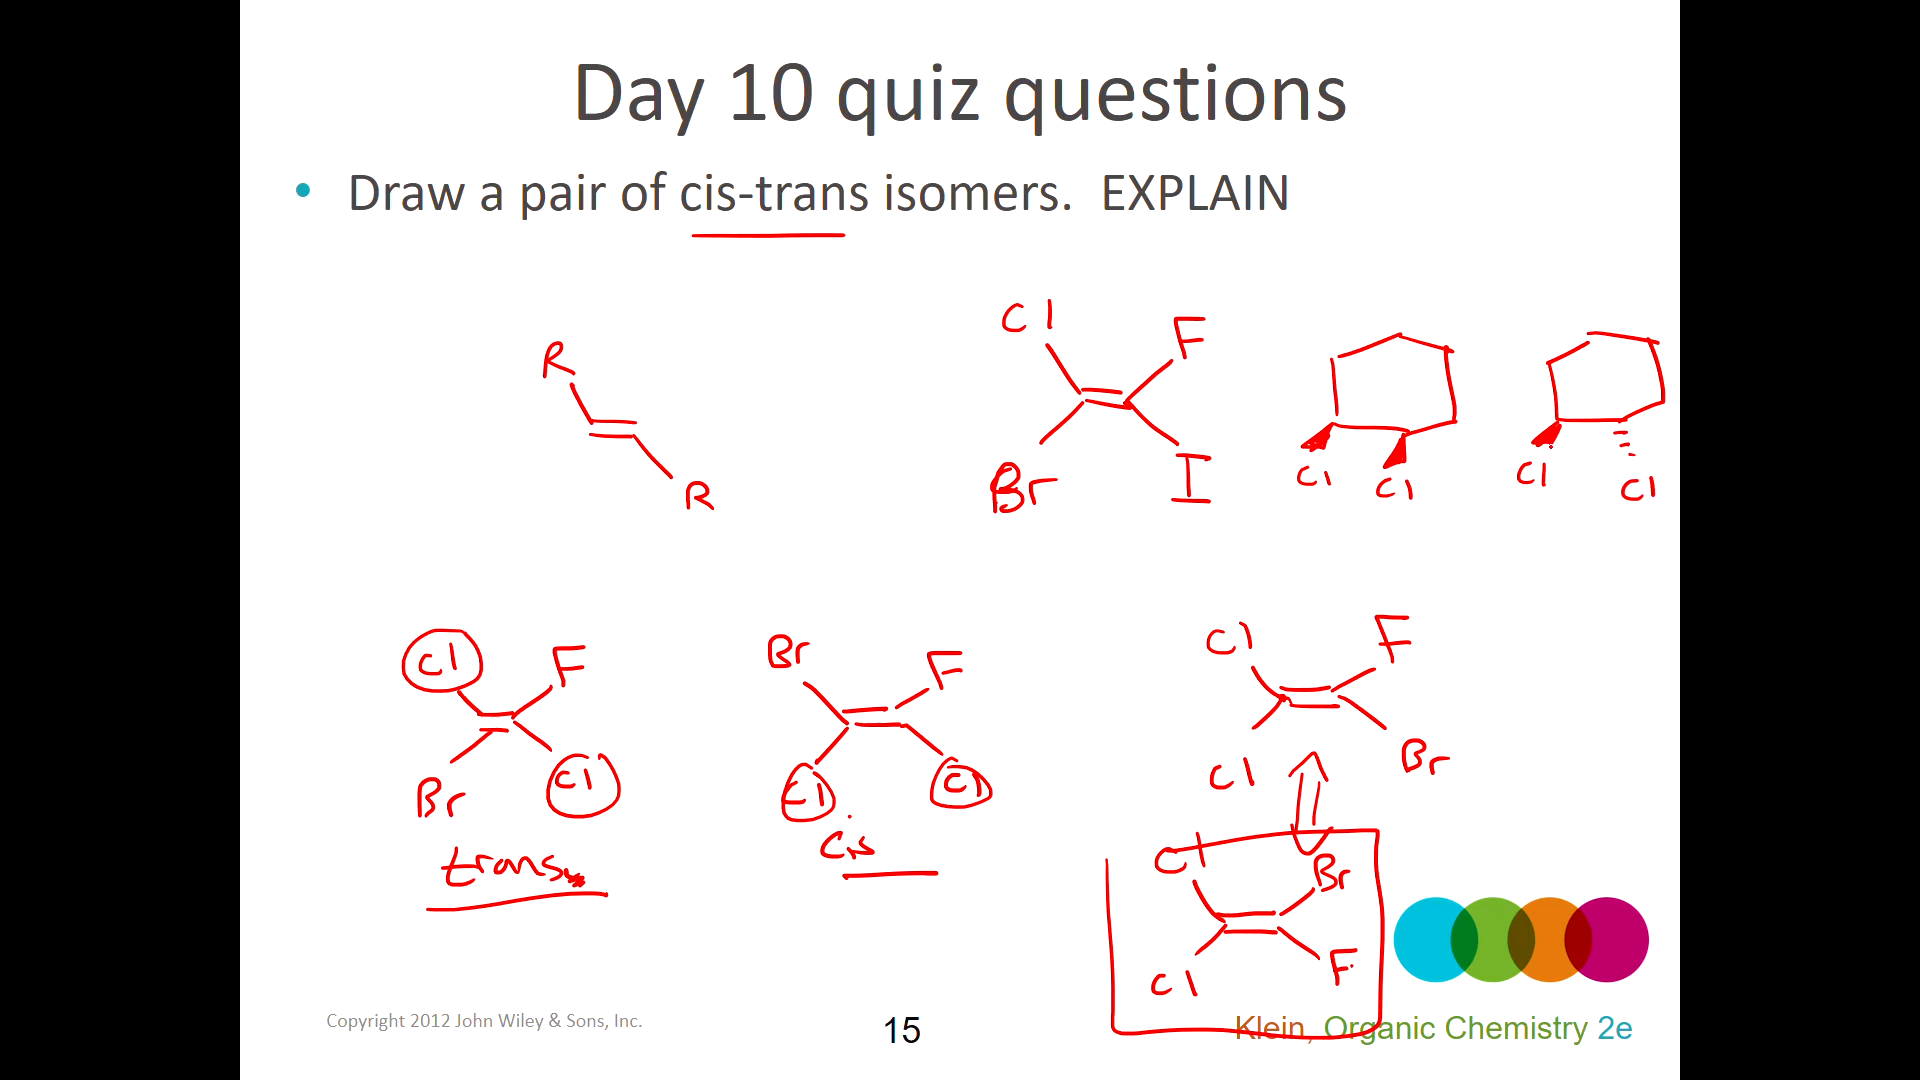 Day 10 quiz questions
• Draw a pair of cis-trans isomers. EXPLAIN
Cl F
R
R
Br I
Cl Cl Cl Cl
Cl F
Br Cl
trans
Br F
Cl Cl
cis
Cl F
Cl Br
Cl Br
Cl F
Copyright 2012 John Wiley & Sons, Inc.
15
Klein, Organic Chemistry 2e